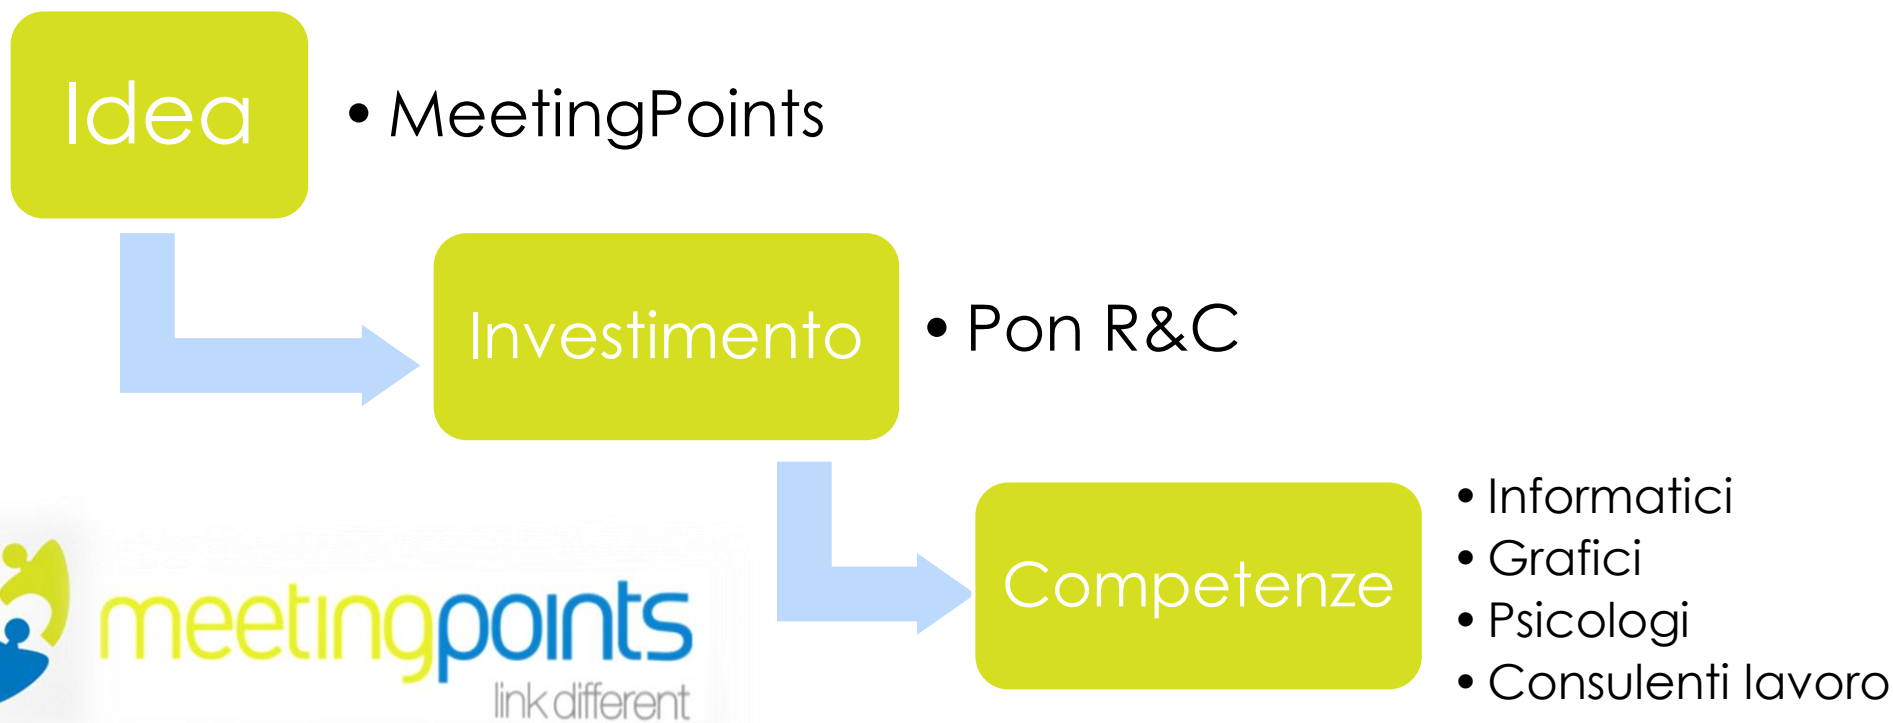 Idea
• MeetingPoints
Investimento
• Pon R&C
Competenze
• Informatici
• Grafici
• Psicologi
• Consulenti lavoro
meetingpoints
link different